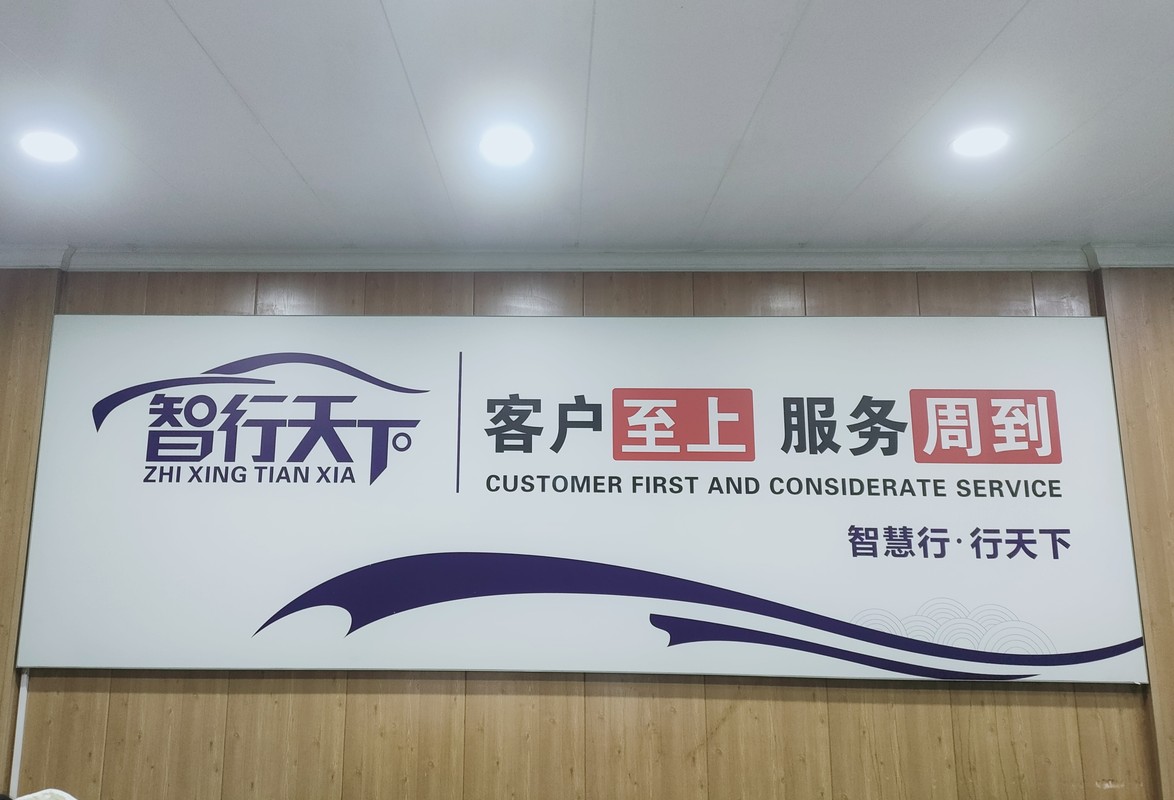 智行天下
ZHI XING TIAN XIA
客户至上 服务周到
CUSTOMER FIRST AND CONSIDERATE SERVICE
智慧行·行天下